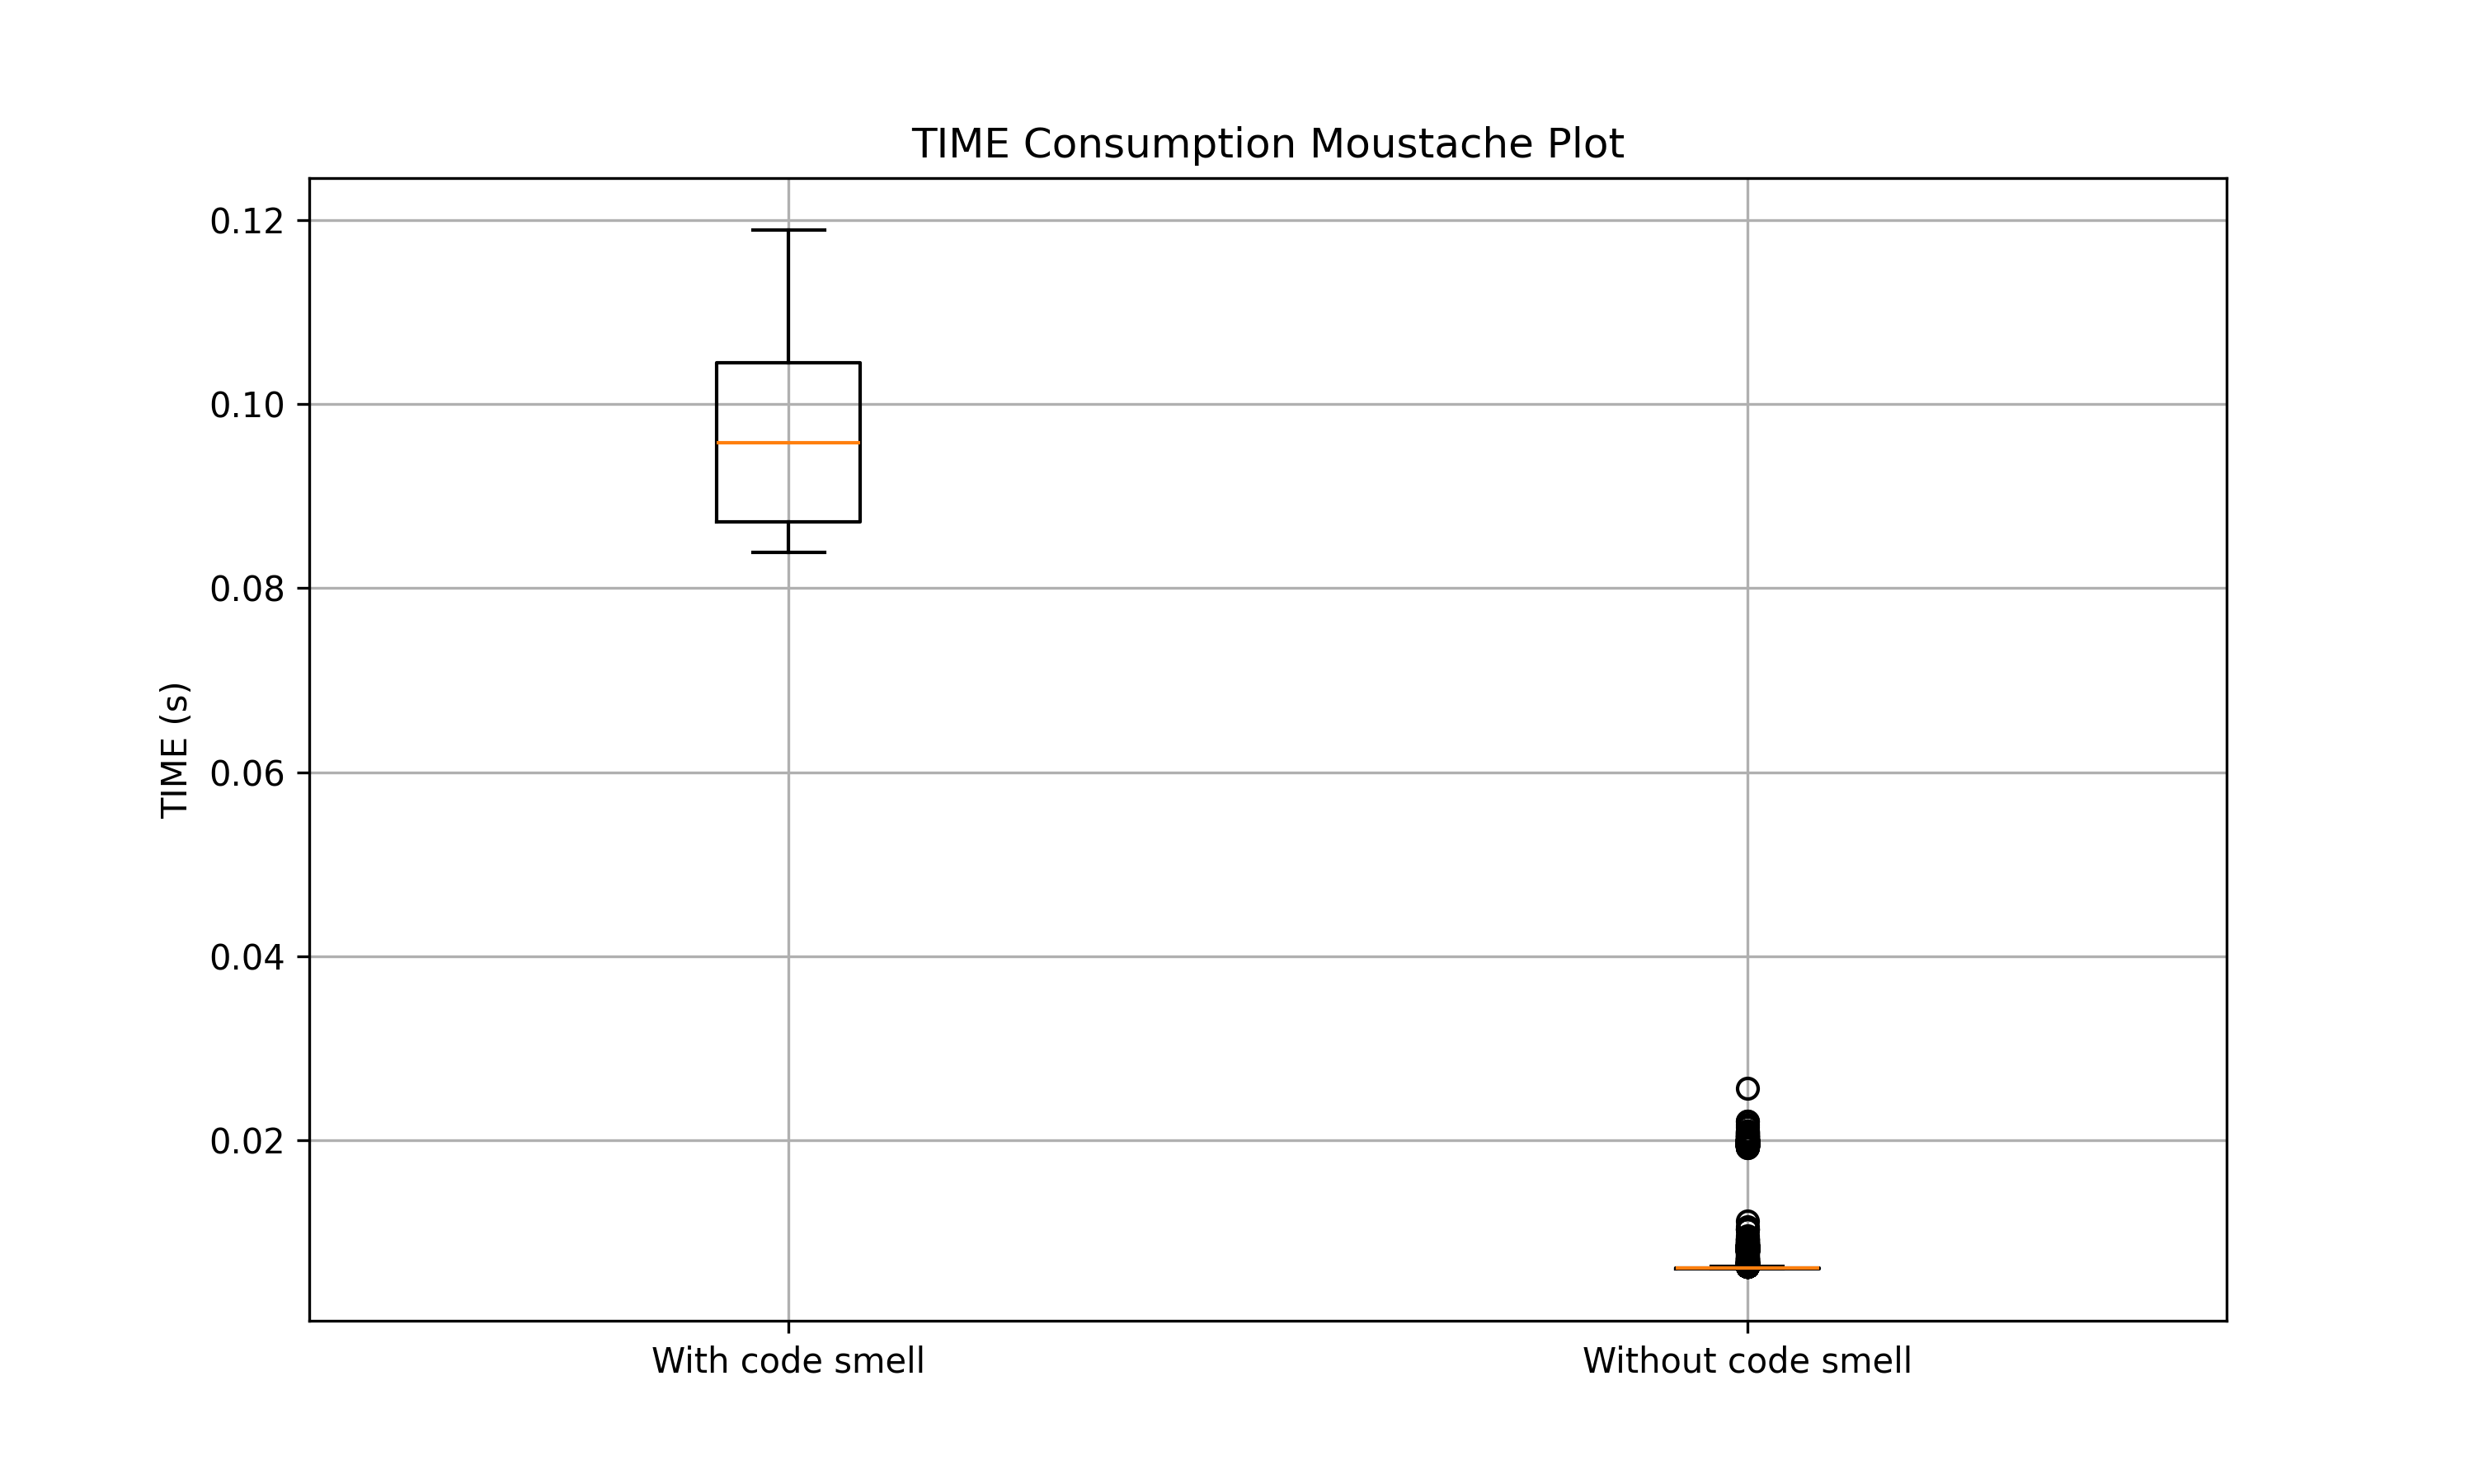 TIME Consumption Moustache Plot
0.12
0.10
0.08
0.06
0.04
0.02
TIME (s)
With code smell
Without code smell